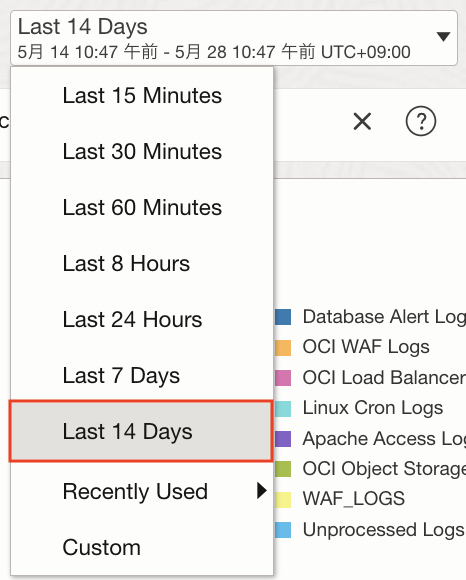 Last 14 Days
5月 14 10:47 午前 - 5月 28 10:47 午前 UTC+09:00
c
Last 15 Minutes
Last 30 Minutes
Last 60 Minutes
Last 8 Hours
Last 24 Hours
Last 7 Days
Last 14 Days
Recently Used
Custom
Database Alert Log
OCI WAF Logs
OCI Load Balancer
Linux Cron Logs
Apache Access Log
OCI Object Storage
WAF_LOGS
Unprocessed Logs